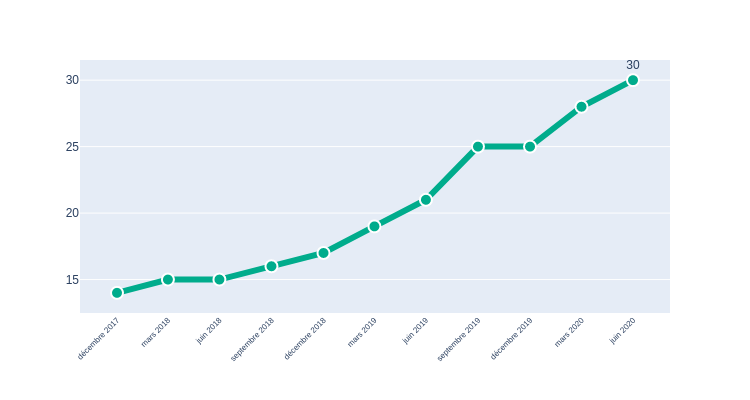 30
30
25
20
15
décembre 2017
mars 2018
juin 2018
septembre 2018
décembre 2018
mars 2019
juin 2019
septembre 2019
décembre 2019
mars 2020
juin 2020